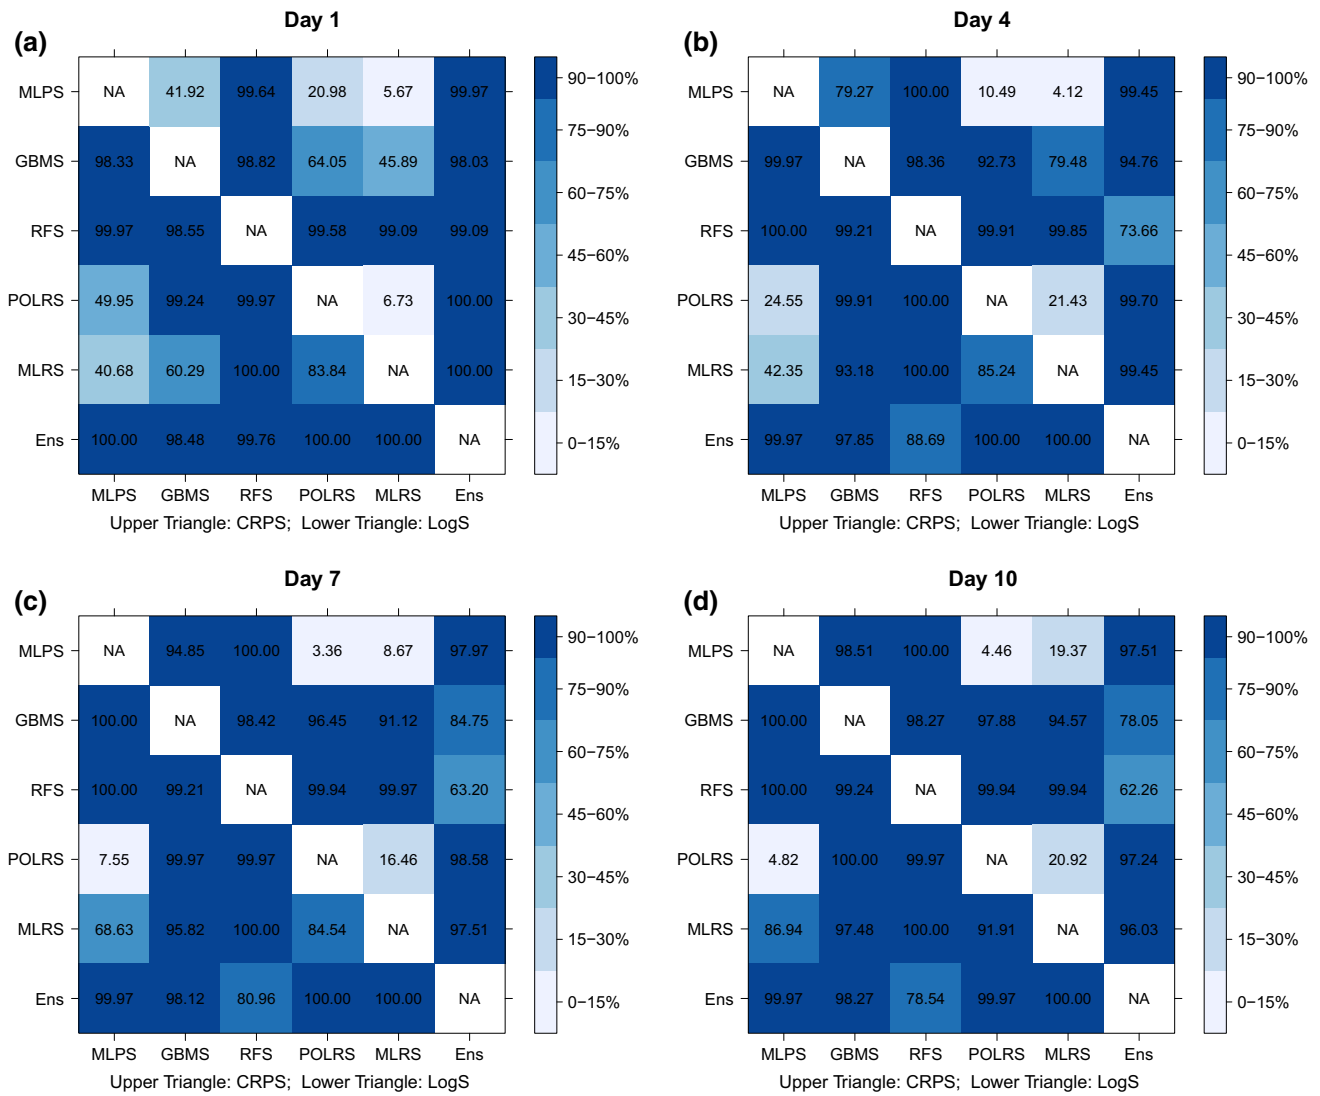 Day 1
(a)
MLPS NA 41.92 99.64 20.98 5.67 99.97
GBMS 98.33 NA 98.82 64.05 45.89 98.03
RFS 99.97 98.55 NA 99.58 99.09 99.09
POLRS 49.95 99.24 99.97 NA 6.73 100.00
MLRS 40.68 60.29 100.00 83.84 NA 100.00
Ens 100.00 98.48 99.76 100.00 100.00 NA
MLPS GBMS RFS POLRS MLRS Ens
Upper Triangle: CRPS; Lower Triangle: LogS
90−100%
75−90%
60−75%
45−60%
30−45%
15−30%
0−15%
Day 4
(b)
MLPS NA 79.27 100.00 10.49 4.12 99.45
GBMS 99.97 NA 98.36 92.73 79.48 94.76
RFS 100.00 99.21 NA 99.91 99.85 73.66
POLRS 24.55 99.91 100.00 NA 21.43 99.70
MLRS 42.35 93.18 100.00 85.24 NA 99.45
Ens 99.97 97.85 88.69 100.00 100.00 NA
MLPS GBMS RFS POLRS MLRS Ens
Upper Triangle: CRPS; Lower Triangle: LogS
90−100%
75−90%
60−75%
45−60%
30−45%
15−30%
0−15%
Day 7
(c)
MLPS NA 94.85 100.00 3.36 8.67 97.97
GBMS 100.00 NA 98.42 96.45 91.12 84.75
RFS 100.00 99.21 NA 99.94 99.97 63.20
POLRS 7.55 99.97 99.97 NA 16.46 98.58
MLRS 68.63 95.82 100.00 84.54 NA 97.51
Ens 99.97 98.12 80.96 100.00 100.00 NA
MLPS GBMS RFS POLRS MLRS Ens
Upper Triangle: CRPS; Lower Triangle: LogS
90−100%
75−90%
60−75%
45−60%
30−45%
15−30%
0−15%
Day 10
(d)
MLPS NA 98.51 100.00 4.46 19.37 97.51
GBMS 100.00 NA 98.27 97.88 94.57 78.05
RFS 100.00 99.24 NA 99.94 99.94 62.26
POLRS 4.82 100.00 99.97 NA 20.92 97.24
MLRS 86.94 97.48 100.00 91.91 NA 96.03
Ens 99.97 98.27 78.54 99.97 100.00 NA
MLPS GBMS RFS POLRS MLRS Ens
Upper Triangle: CRPS; Lower Triangle: LogS
90−100%
75−90%
60−75%
45−60%
30−45%
15−30%
0−15%